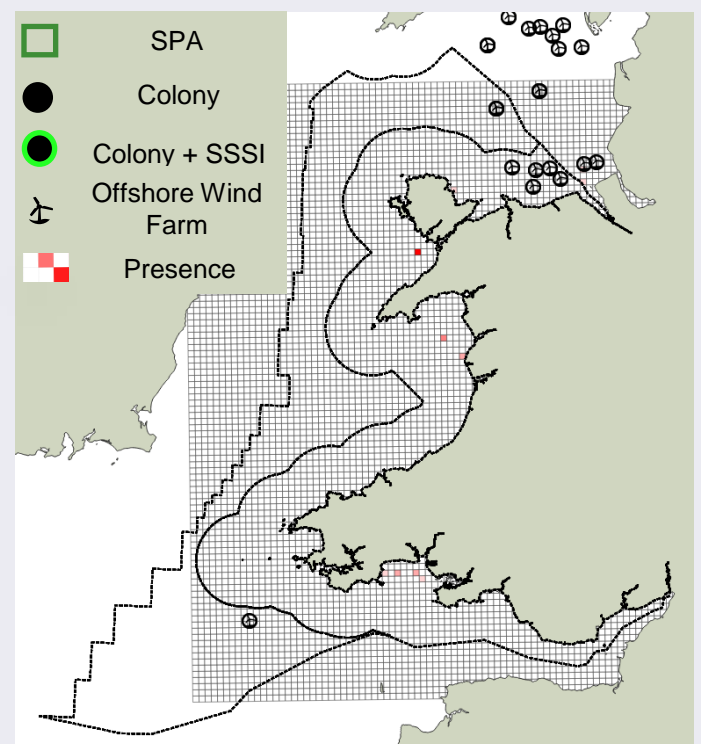 SPA
Colony
Colony + SSSI
Offshore Wind
Farm
Presence